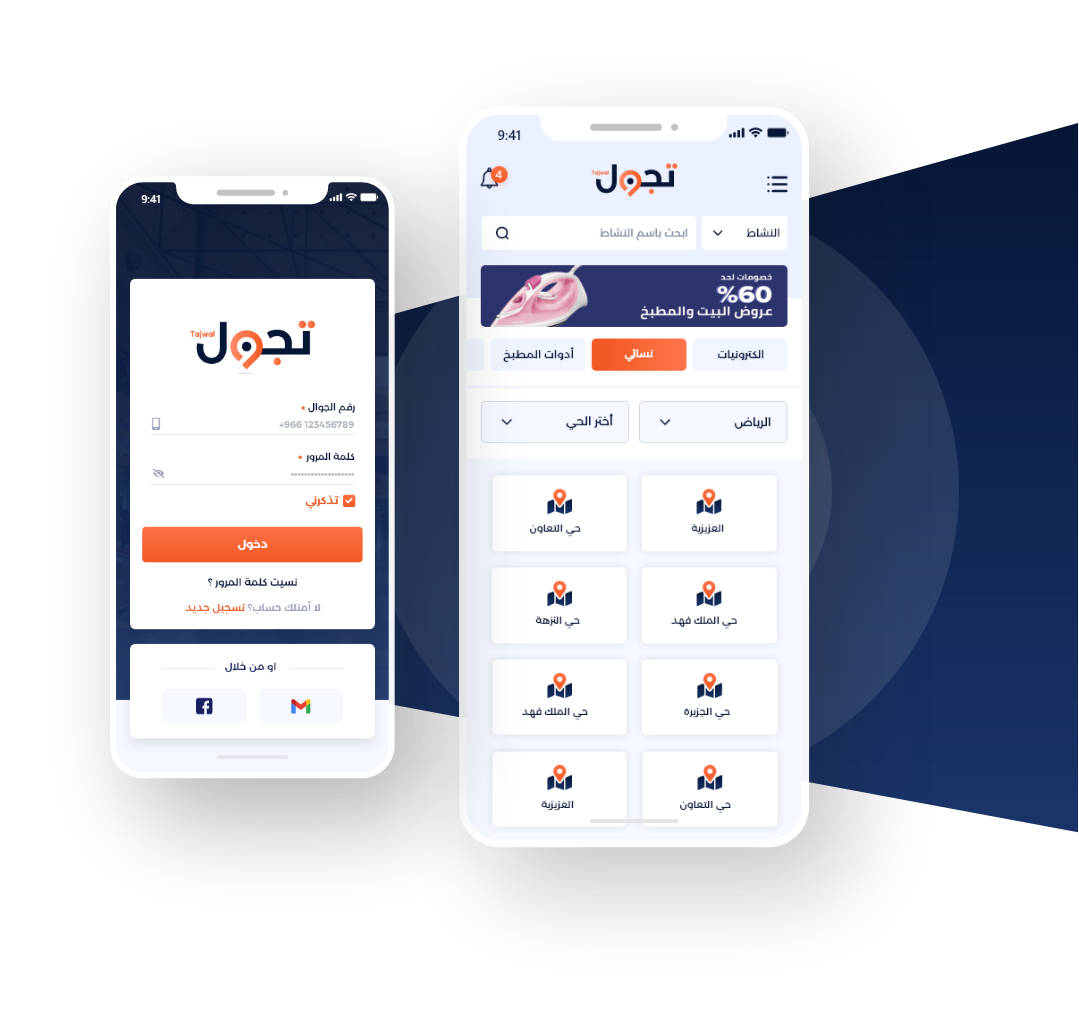 9:41
Tajwal
تجول
رقم الجوال *
+966 123456789
كلمة المرور *
تذكرني
دخول
نسيت كلمة المرور ؟
لا أمتلك حساب؟ تسجيل جديد
او من خلال
9:41
4
Tajwal
تجول
النشاط
ابحث باسم النشاط
خصومات لحد
%60
عروض البيت والمطبخ
الكترونيات
نسائي
أدوات المطبخ
الرياض
أختر الحي
العزيزية
حي التعاون
حي الملك فهد
حي النزهة
حي الجزيرة
حي الملك فهد
حي التعاون
العزيزية